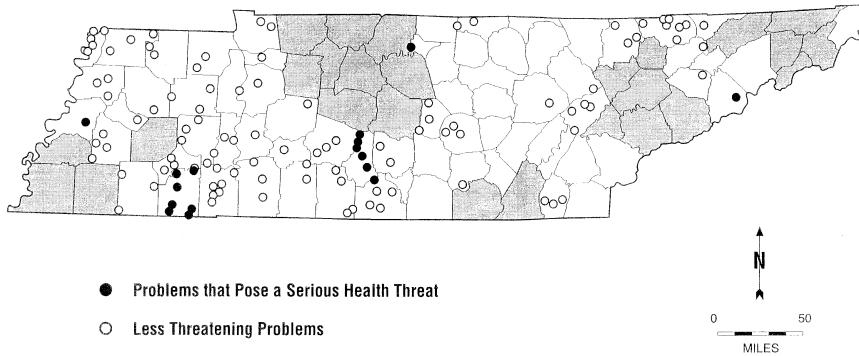 N
Problems that Pose a Serious Health Threat
Less Threatening Problems
0 50
MILES